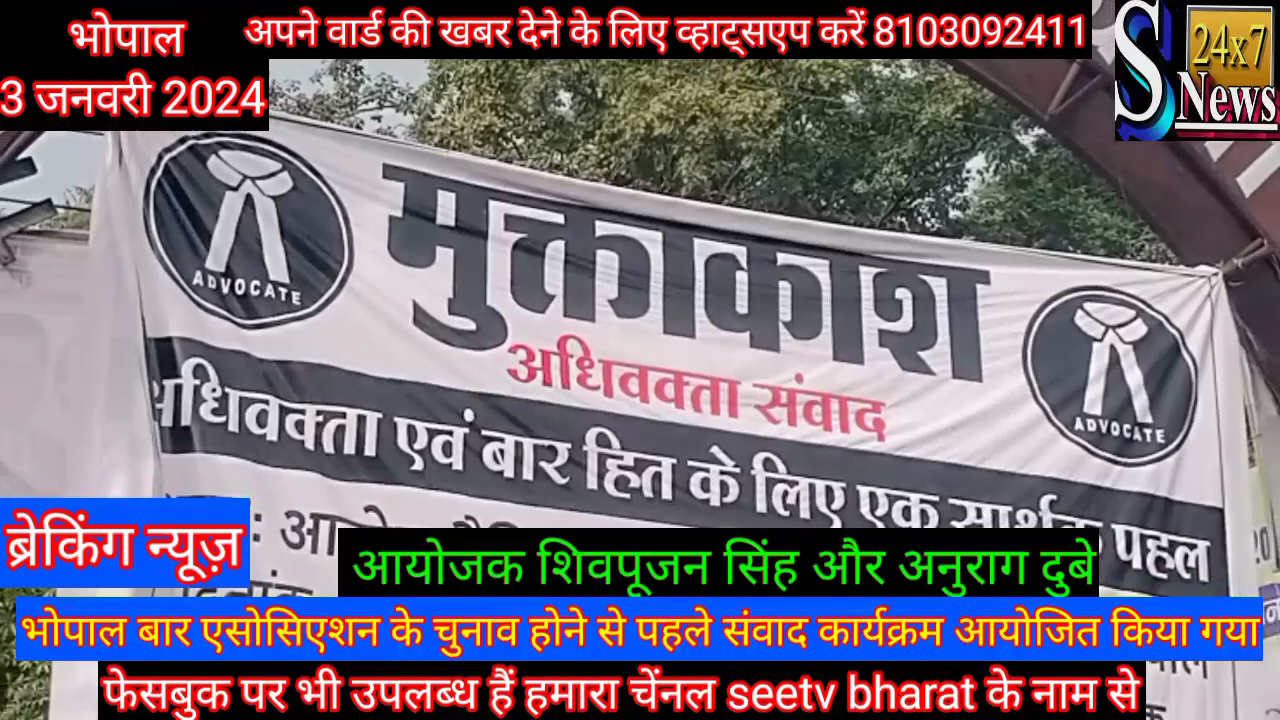 भोपाल
अपने वार्ड की खबर देने के लिए व्हाट्सएप करें 8103092411
3 जनवरी 2024
S 24x7
News
मुक्ताकाश
ADVOCATE
ADVOCATE
अधिवक्ता संवाद
अधिवक्ता एवं बार हित के लिए एक सार्थक पहल
ब्रेकिंग न्यूज़
आयोजक शिवपूजन सिंह और अनुराग दुबे
दिनांक
भोपाल बार एसोसिएशन के चुनाव होने से पहले संवाद कार्यक्रम आयोजित किया गया
फेसबुक पर भी उपलब्ध हैं हमारा चेंनल seetv bharat के नाम से